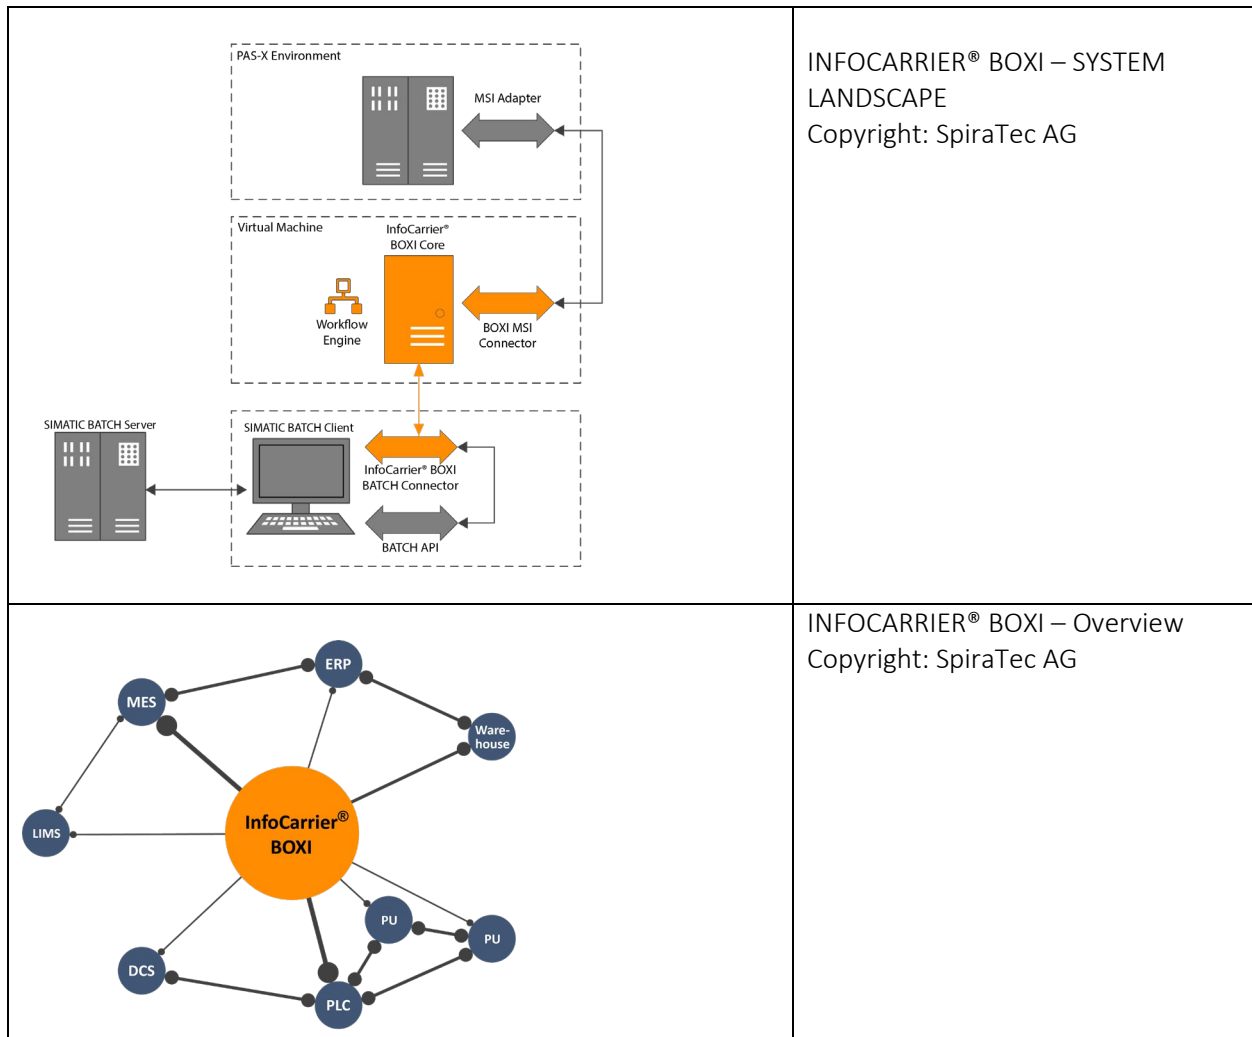 PAS-X Environment
MSI Adapter
Virtual Machine
InfoCarrier®
BOXI Core
Workflow
Engine
BOXI MSI
Connector
SIMATIC BATCH Server
SIMATIC BATCH Client
InfoCarrier® BOXI
BATCH Connector
BATCH API
INFOCARRIER® BOXI – SYSTEM
LANDSCAPE
Copyright: SpiraTec AG
ERP
MES
Ware-
house
LIMS
InfoCarrier®
BOXI
PU
PU
DCS
PLC
INFOCARRIER® BOXI – Overview
Copyright: SpiraTec AG